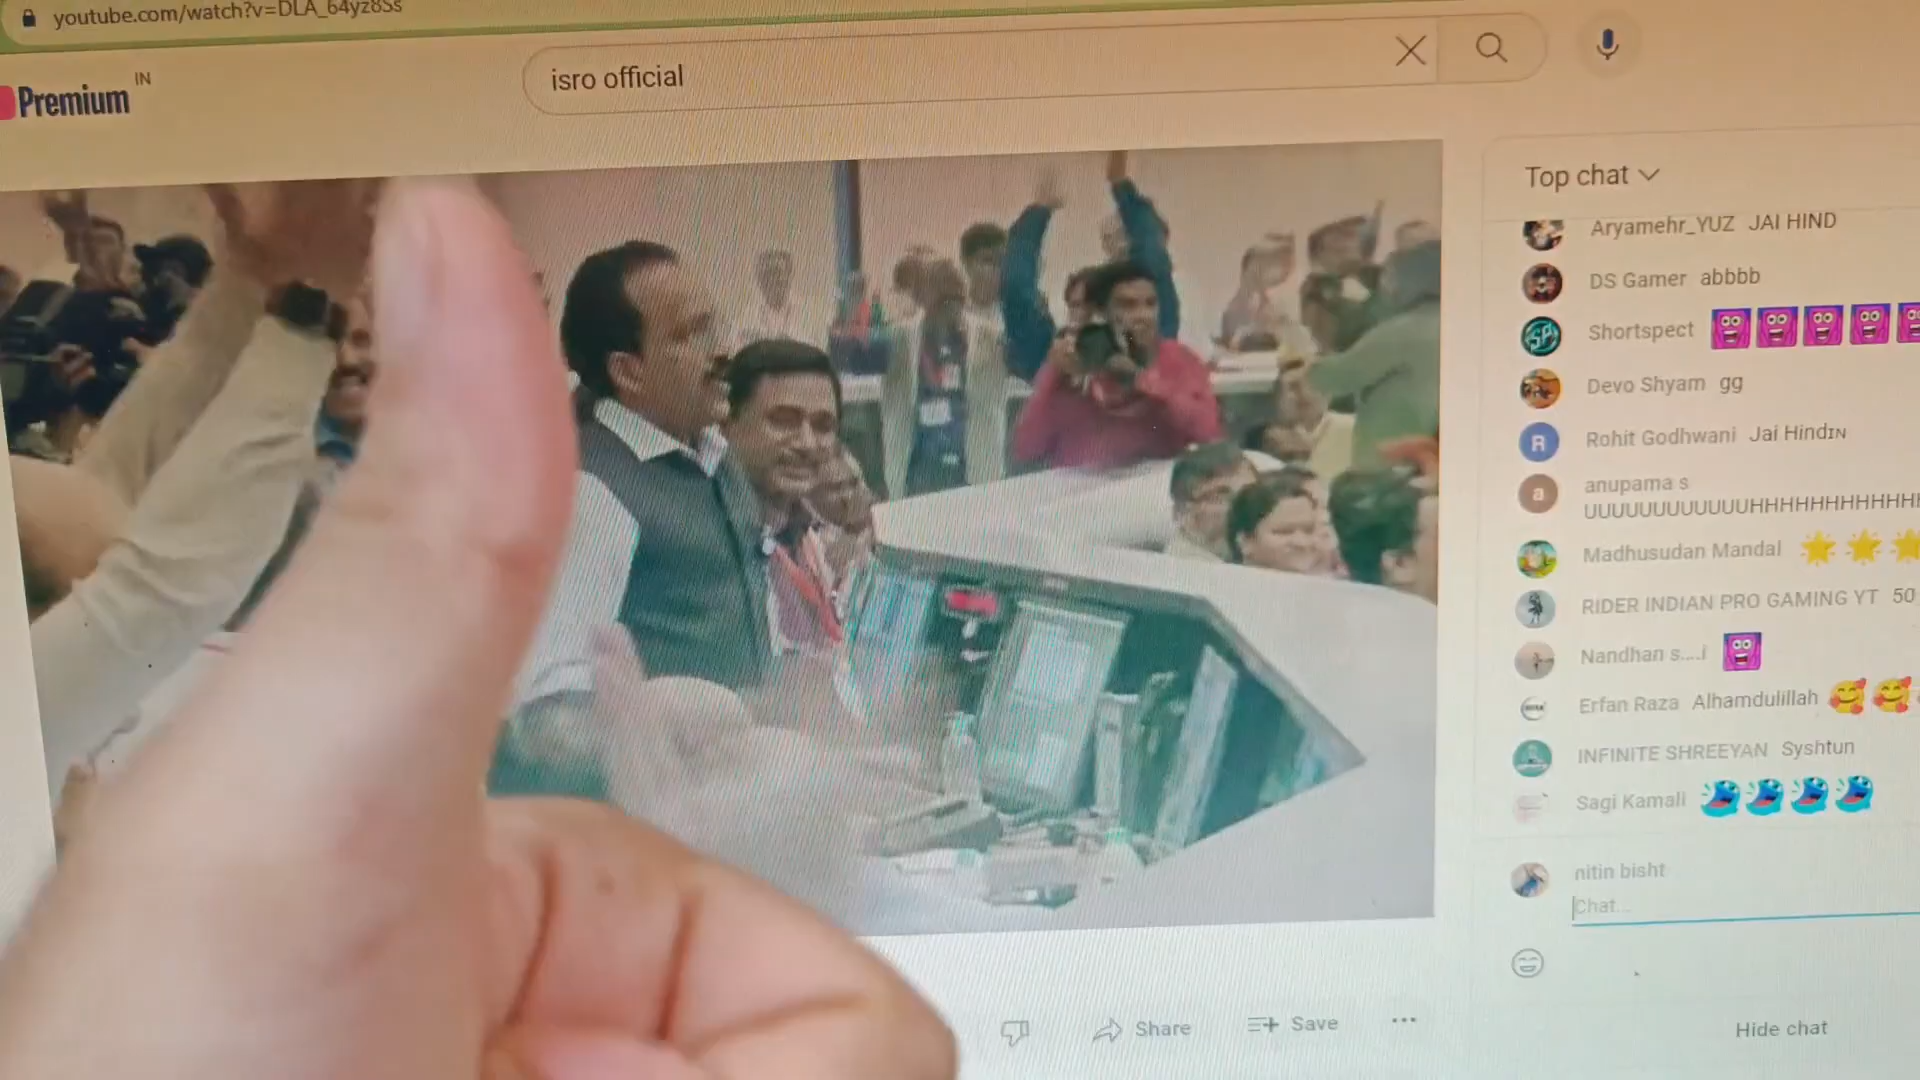 youtube.com/watch?v=DLA_64yz8Ss
Premium IN
isro official
Top chat
Aryamehr_YUZ JAI HIND
DS Gamer abbbb
Shortspect
Devo Shyam gg
Rohit Godhwani Jai HindIN
anupama s
UUUUUUUUUUUUHHHHHHHHHHHH
Madhusudan Mandal
RIDER INDIAN PRO GAMING YT 50
Nandhan s....i
Erfan Raza Alhamdulillah
INFINITE SHREEYAN Syshtun
Sagi Kamali
nitin bisht
Chat...
Share
Save
Hide chat